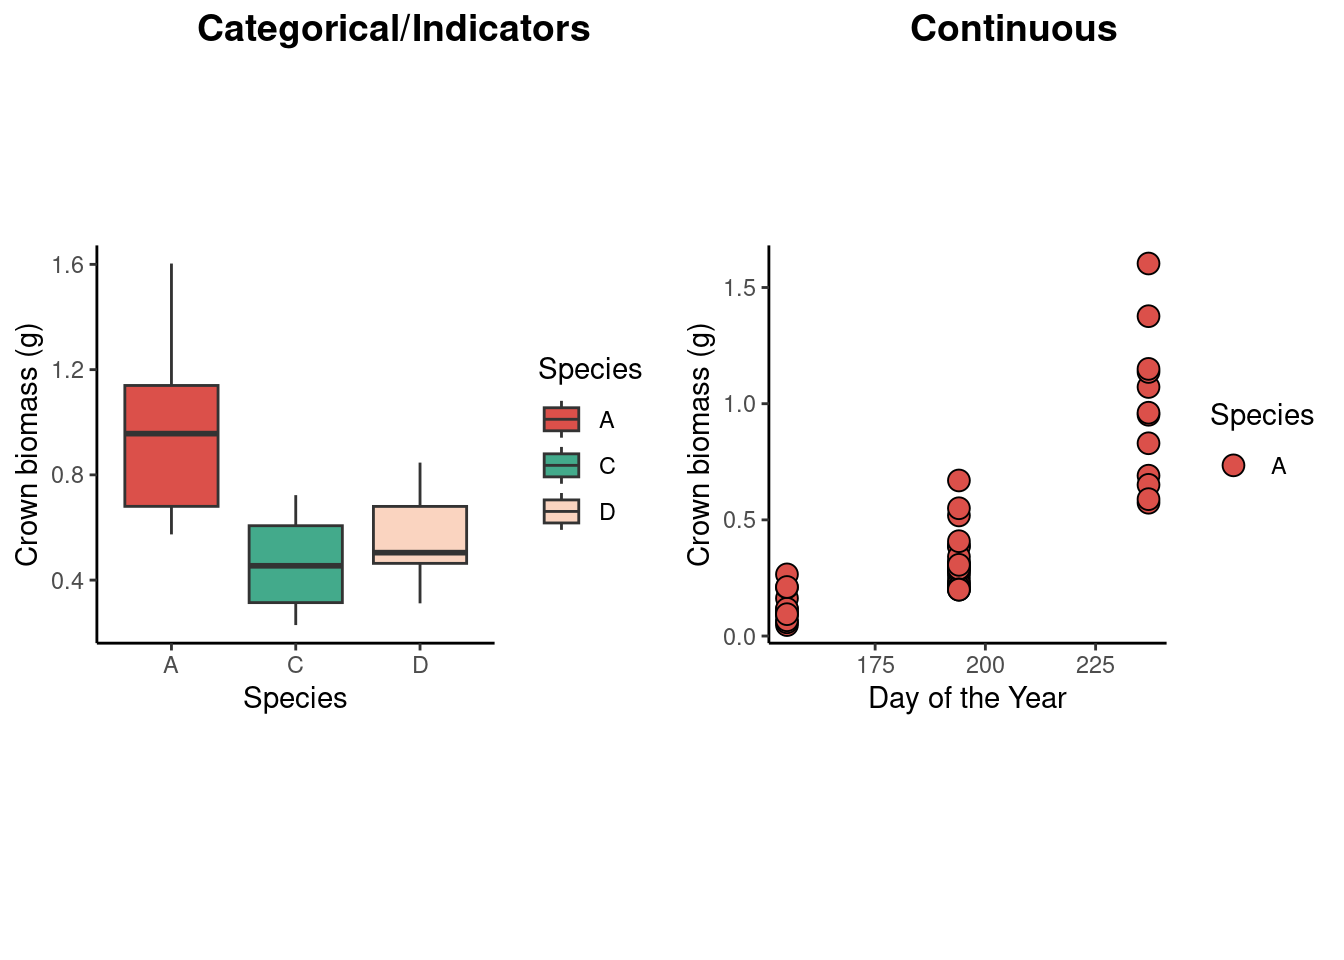 Categorical/Indicators
Crown biomass (g)
1.6
1.2
0.8
0.4
A
C
D
Species
Species
A
C
D
Continuous
Crown biomass (g)
1.5
1.0
0.5
0.0
175
200
225
Day of the Year
Species
A